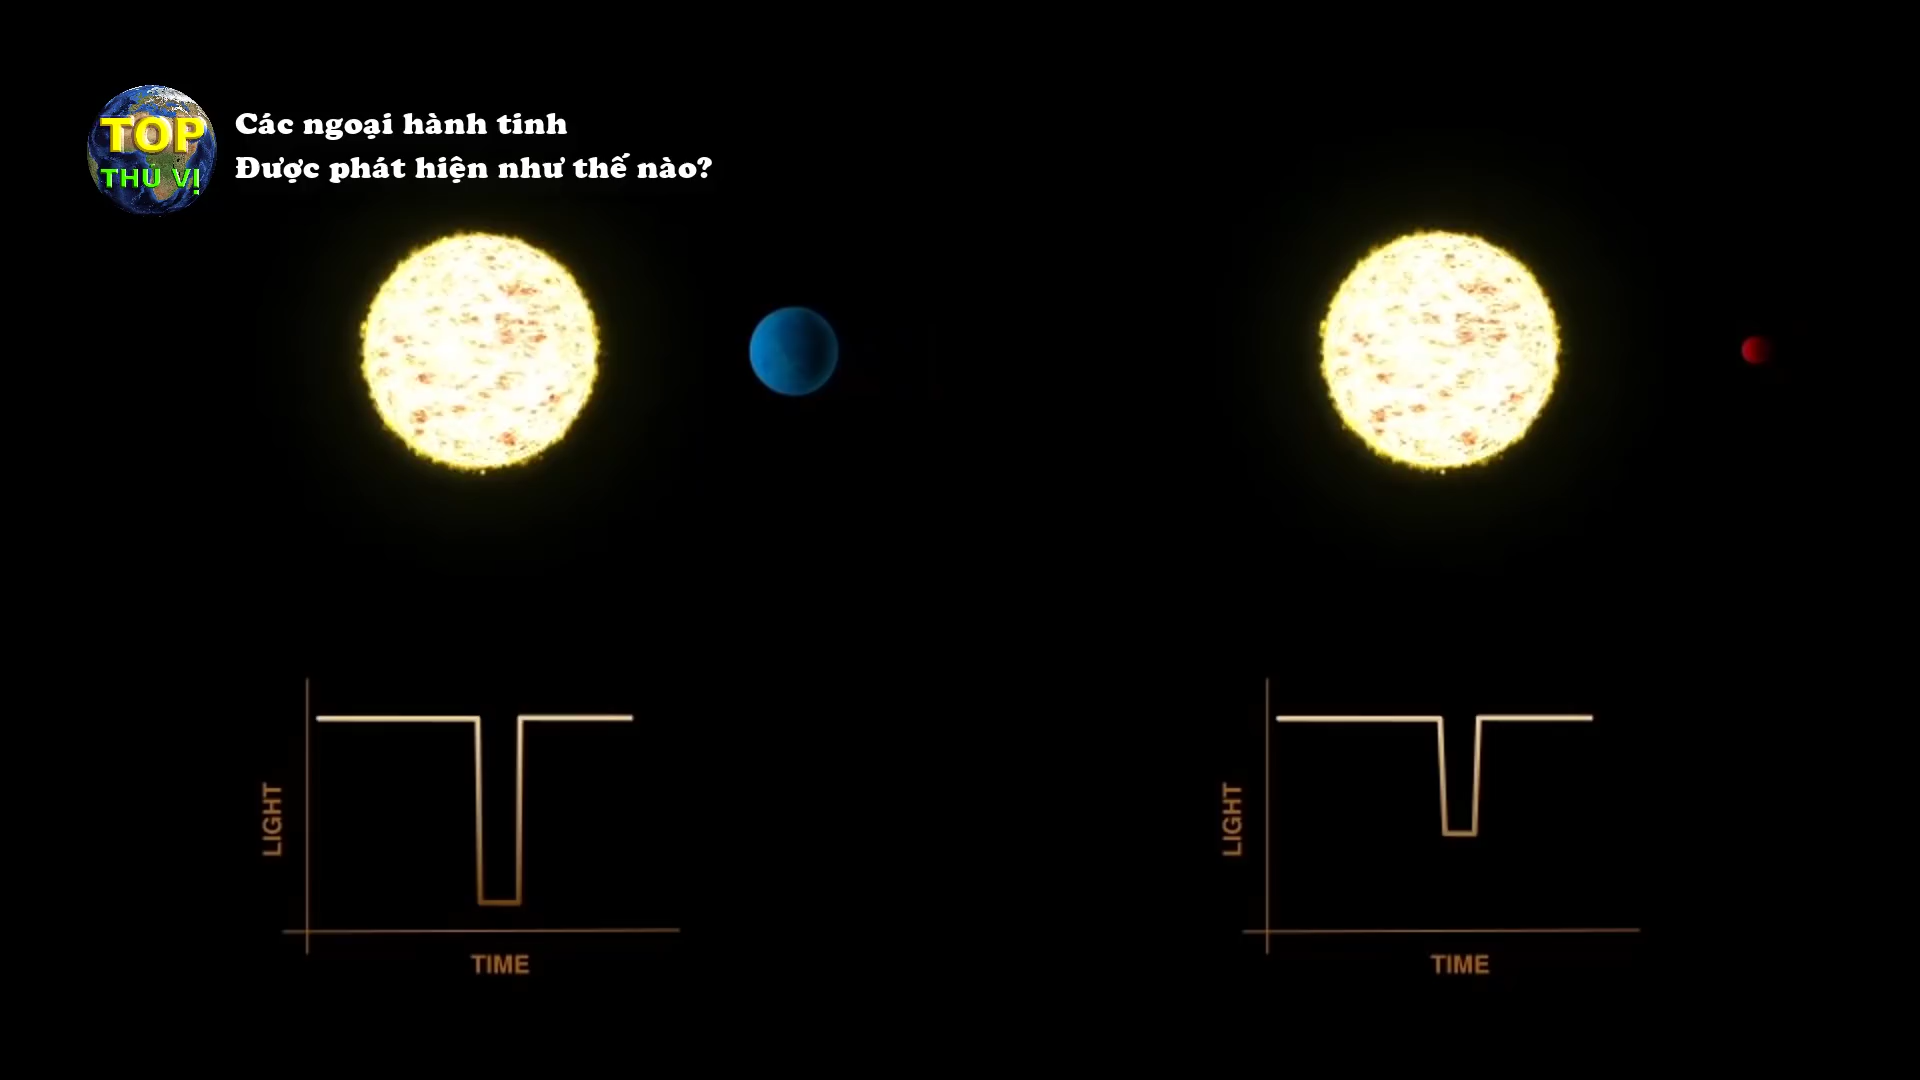 TOP
THÚ VỊ
Các ngoại hành tinh
Được phát hiện như thế nào?
LIGHT
TIME
LIGHT
TIME